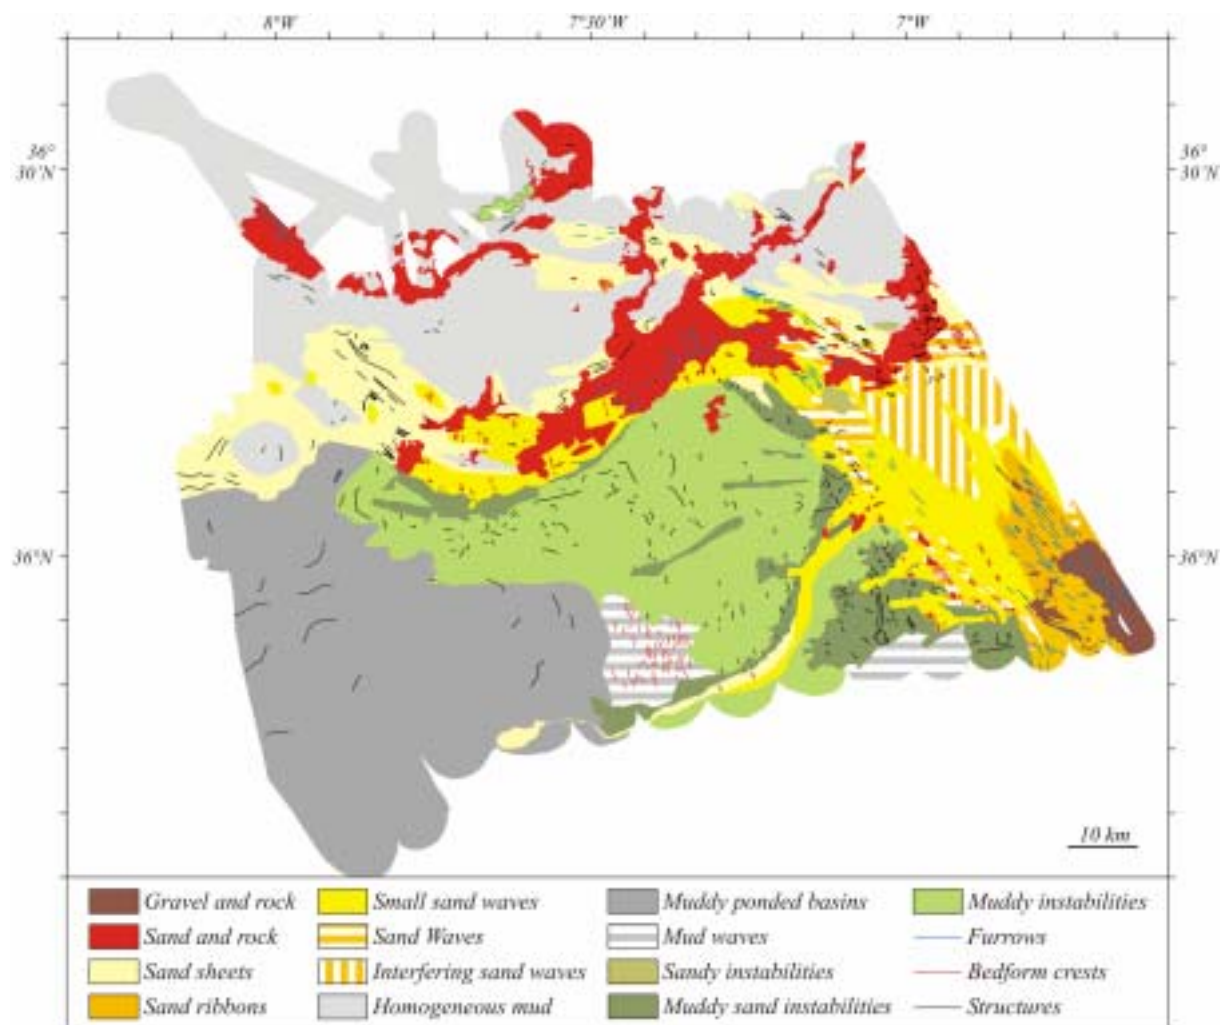 8°W 7°30'W 7°W
36° 36°
30'N 30'N
36°N 36°N
10 km
Gravel and rock Small sand waves Muddy ponded basins Muddy instabilities
Sand and rock Sand Waves Mud waves Furrows
Sand sheets Interfering sand waves Sandy instabilities Bedform crests
Sand ribbons Homogeneous mud Muddy sand instabilities Structures